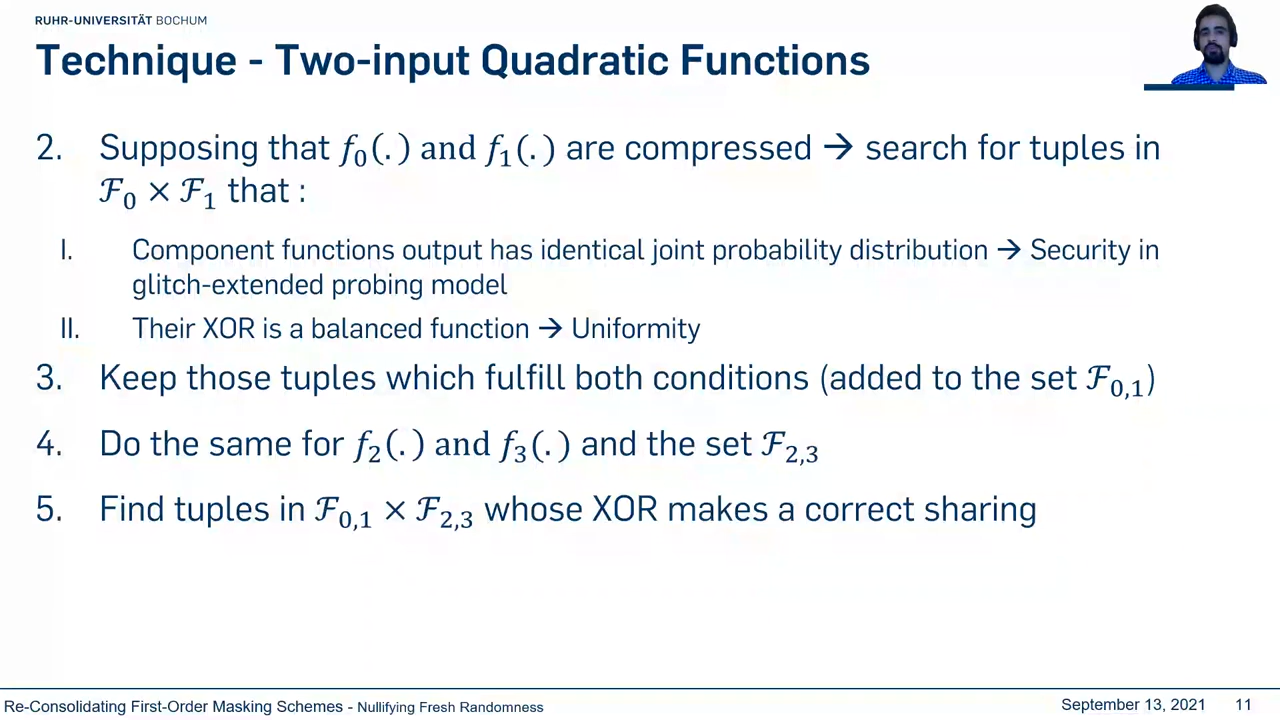 RUHR-UNIVERSITÄT BOCHUM
Technique - Two-input Quadratic Functions
2. Supposing that f₀(.) and f₁(.) are compressed → search for tuples in
ℱ₀ × ℱ₁ that :
I. Component functions output has identical joint probability distribution → Security in
glitch-extended probing model
II. Their XOR is a balanced function → Uniformity
3. Keep those tuples which fulfill both conditions (added to the set ℱ₀,₁)
4. Do the same for f₂(.) and f₃(.) and the set ℱ₂,₃
5. Find tuples in ℱ₀,₁ × ℱ₂,₃ whose XOR makes a correct sharing
Re-Consolidating First-Order Masking Schemes - Nullifying Fresh Randomness
September 13, 2021 11